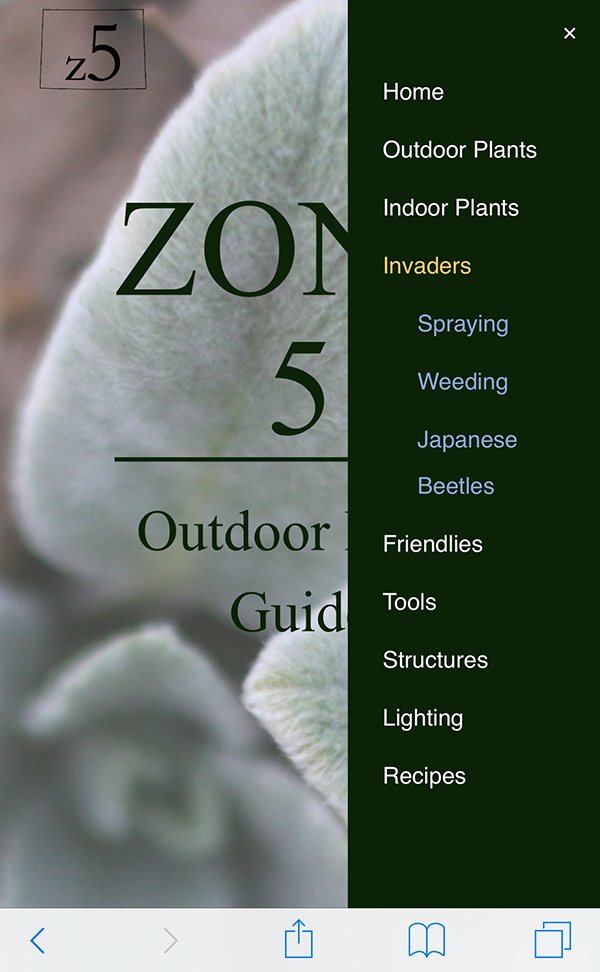 z5
×
Home
Outdoor Plants
Indoor Plants
Invaders
Spraying
Weeding
Japanese
Beetles
Friendlies
Tools
Structures
Lighting
Recipes
ZON
5
Outdoor
Guid